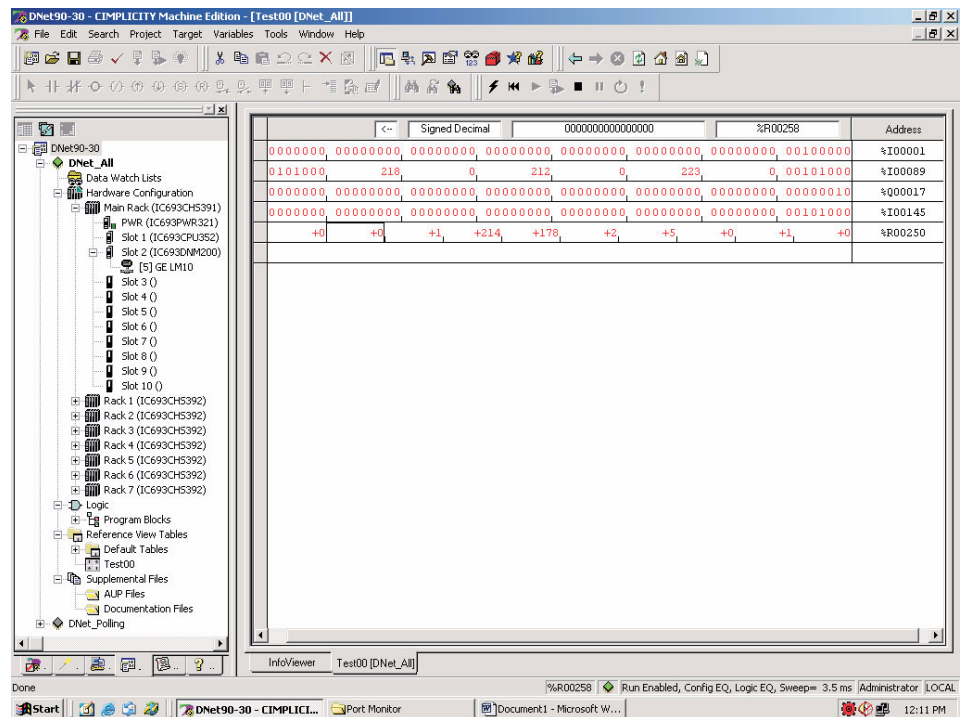 DNet90-30 - CIMPLICITY Machine Edition - [Test00 [DNet_All]]
File Edit Search Project Target Variables Tools Window Help
DNet90-30
DNet_All
Data Watch Lists
Hardware Configuration
Main Rack (IC693CHS391)
PWR (IC693PWR321)
Slot 1 (IC693CPU352)
Slot 2 (IC693DNM200)
[5] GE LM10
Slot 3 ()
Slot 4 ()
Slot 5 ()
Slot 6 ()
Slot 7 ()
Slot 8 ()
Slot 9 ()
Slot 10 ()
Rack 1 (IC693CHS392)
Rack 2 (IC693CHS392)
Rack 3 (IC693CHS392)
Rack 4 (IC693CHS392)
Rack 5 (IC693CHS392)
Rack 6 (IC693CHS392)
Rack 7 (IC693CHS392)
Logic
Program Blocks
Reference View Tables
Default Tables
Test00
Supplemental Files
AUP Files
Documentation Files
DNet_Polling
<-- Signed Decimal 0000000000000000 %R00258 Address
0000000 00000000 00000000 00000000 00000000 00000000 00000000 00100000 %I00001
0101000 218 0 212 0 223 0 00101000 %I00089
0000000 00000000 00000000 00000000 00000000 00000000 00000000 00000010 %Q00017
0000000 00000000 00000000 00000000 00000000 00000000 00000000 00101000 %I00145
+0 +0 +1 +214 +178 +2 +5 +0 +1 +0 %R00250
InfoViewer Test00 [DNet_All]
Done %R00258 Run Enabled, Config EQ, Logic EQ, Sweep= 3.5 ms Administrator LOCAL
Start DNet90-30 - CIMPLICI... Port Monitor Document1 - Microsoft W... 12:11 PM